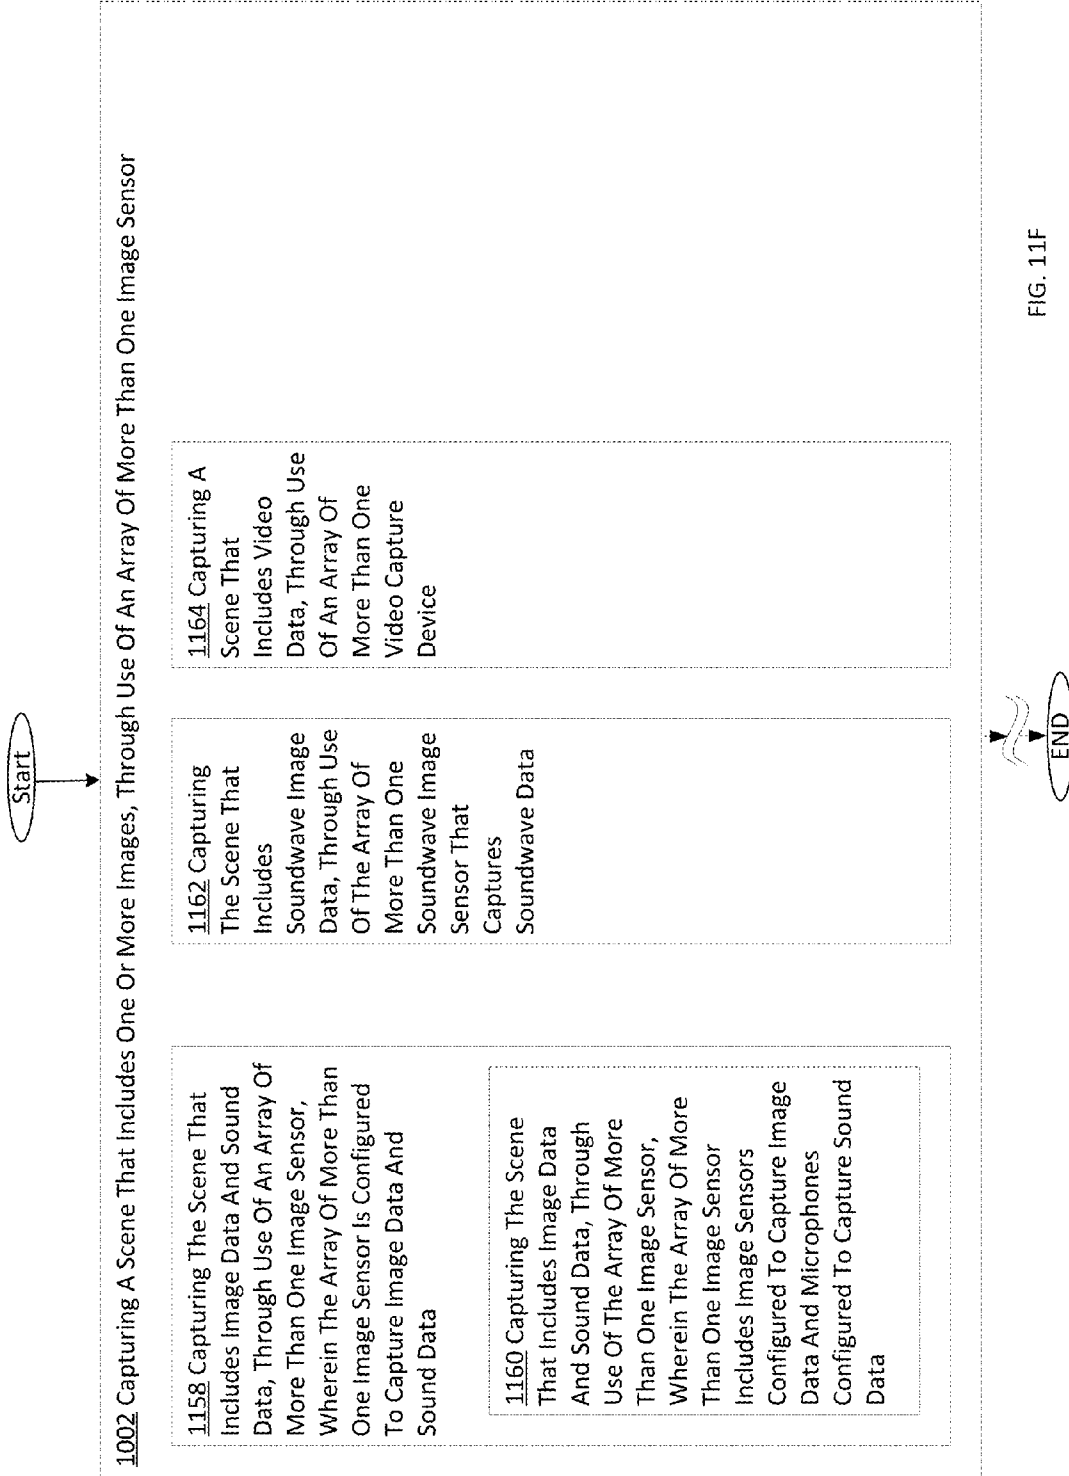 Start
1002 Capturing A Scene That Includes One Or More Images, Through Use Of An Array Of More Than One Image Sensor
1158 Capturing The Scene That
Includes Image Data And Sound
Data, Through Use Of An Array Of
More Than One Image Sensor,
Wherein The Array Of More Than
One Image Sensor Is Configured
To Capture Image Data And
Sound Data
1160 Capturing The Scene
That Includes Image Data
And Sound Data, Through
Use Of The Array Of More
Than One Image Sensor,
Wherein The Array Of More
Than One Image Sensor
Includes Image Sensors
Configured To Capture Image
Data And Microphones
Configured To Capture Sound
Data
1162 Capturing
The Scene That
Includes
Soundwave Image
Data, Through Use
Of The Array Of
More Than One
Soundwave Image
Sensor That
Captures
Soundwave Data
1164 Capturing A
Scene That
Includes Video
Data, Through Use
Of An Array Of
More Than One
Video Capture
Device
END
FIG. 11F